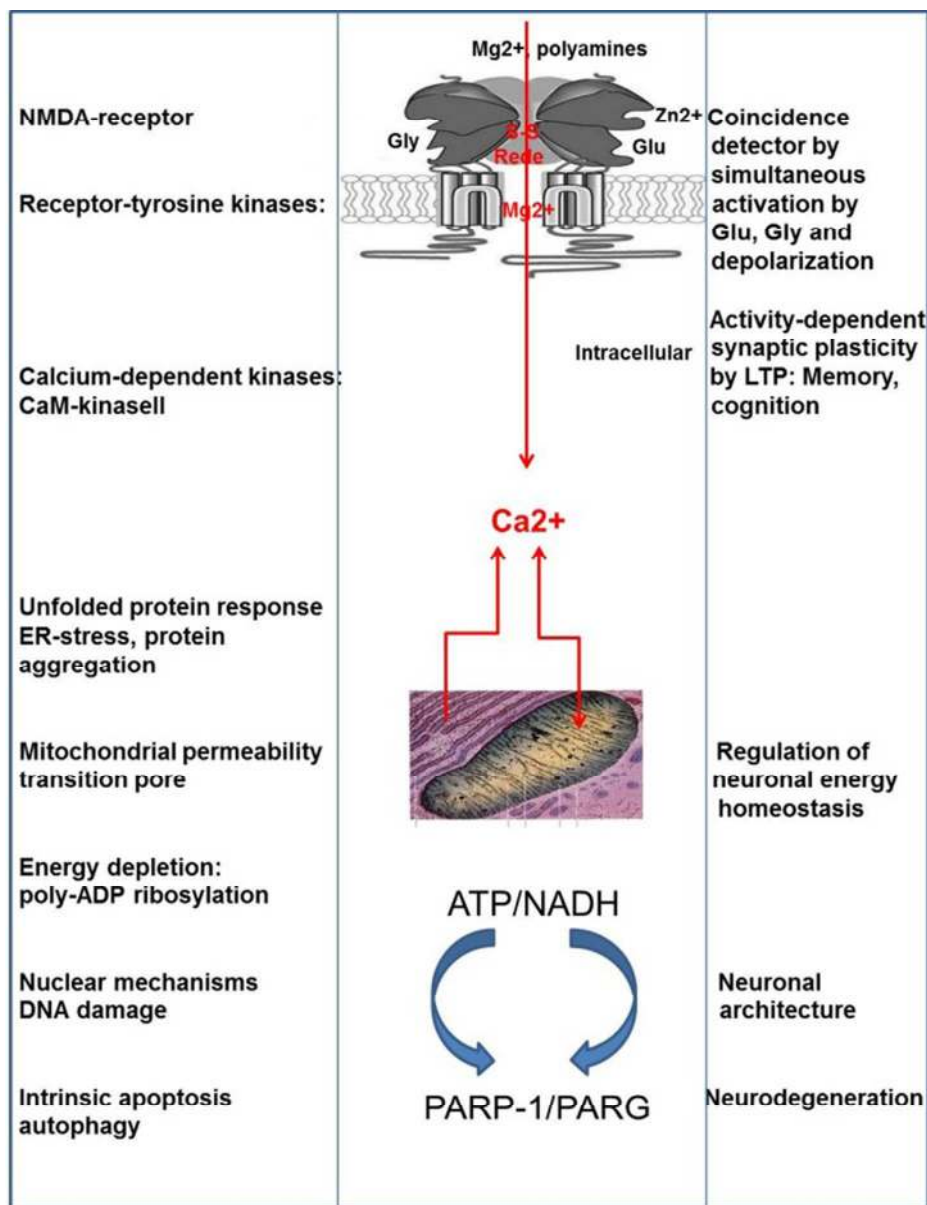 NMDA-receptor
Receptor-tyrosine kinases:
Calcium-dependent kinases:
CaM-kinasell
Unfolded protein response
ER-stress, protein
aggregation
Mitochondrial permeability
transition pore
Energy depletion:
poly-ADP ribosylation
Nuclear mechanisms
DNA damage
Intrinsic apoptosis
autophagy
Mg2+, polyamines
Zn2+
Gly
S-S
Glu
Rede
Mg2+
Intracellular
Ca2+
ATP/NADH
PARP-1/PARG
Coincidence
detector by
simultaneous
activation by
Glu, Gly and
depolarization
Activity-dependent
synaptic plasticity
by LTP: Memory,
cognition
Regulation of
neuronal energy
homeostasis
Neuronal
architecture
Neurodegeneration